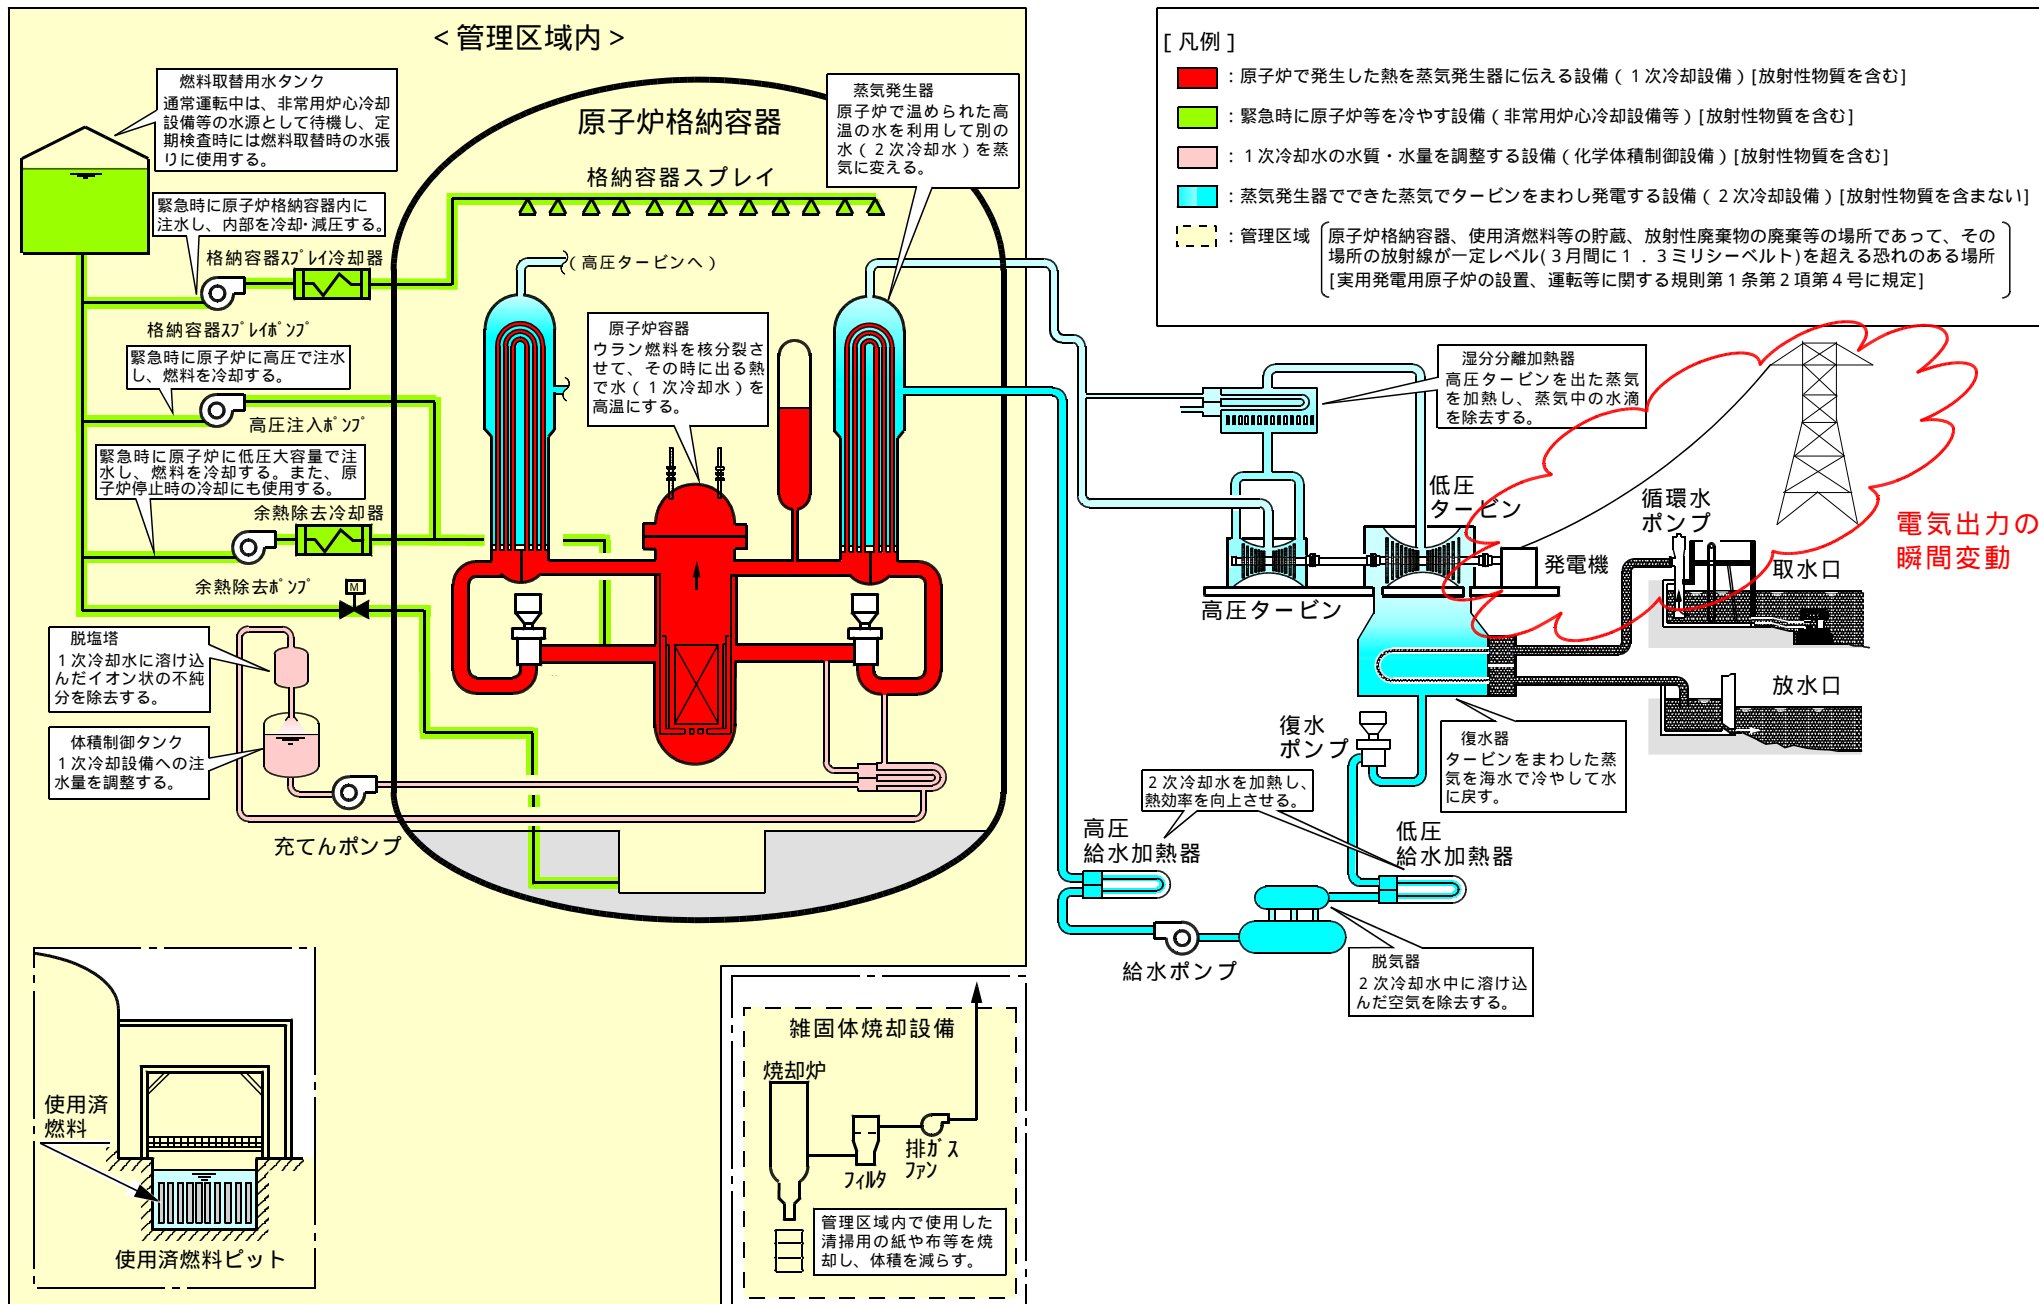 <管理区域内>
燃料取替用水タンク
通常運転中は、非常用炉心冷却
設備等の水源として待機し、定
期検査時には燃料取替時の水張
りに使用する。
緊急時に原子炉格納容器内に
注水し、内部を冷却・減圧する。
格納容器ｽﾌﾟﾚｲ冷却器
格納容器ｽﾌﾟﾚｲﾎﾟﾝﾌﾟ
緊急時に原子炉に高圧で注水
し、燃料を冷却する。
高圧注入ﾎﾟﾝﾌﾟ
緊急時に原子炉に低圧大容量で注
水し、燃料を冷却する。また、原
子炉停止時の冷却にも使用する。
余熱除去冷却器
余熱除去ﾎﾟﾝﾌﾟ
M
脱塩塔
1次冷却水に溶け込
んだイオン状の不純
分を除去する。
体積制御タンク
1次冷却設備への注
水量を調整する。
充てんポンプ
原子炉格納容器
格納容器スプレイ
(高圧タービンへ)
蒸気発生器
原子炉で温められた高
温の水を利用して別の
水(2次冷却水)を蒸
気に変える。
原子炉容器
ウラン燃料を核分裂さ
せて、その時に出る熱
で水(1次冷却水)を
高温にする。
[凡例]
:原子炉で発生した熱を蒸気発生器に伝える設備(1次冷却設備)[放射性物質を含む]
:緊急時に原子炉等を冷やす設備(非常用炉心冷却設備等)[放射性物質を含む]
:1次冷却水の水質・水量を調整する設備(化学体積制御設備)[放射性物質を含む]
:蒸気発生器でできた蒸気でタービンをまわし発電する設備(2次冷却設備)[放射性物質を含まない]
:管理区域
原子炉格納容器、使用済燃料等の貯蔵、放射性廃棄物の廃棄等の場所であって、その
場所の放射線が一定レベル(3月間に1.3ミリシーベルト)を超える恐れのある場所
[実用発電用原子炉の設置、運転等に関する規則第1条第2項第4号に規定]
湿分分離加熱器
高圧タービンを出た蒸気
を加熱し、蒸気中の水滴
を除去する。
低圧
タービン
高圧タービン
発電機
循環水
ポンプ
電気出力の
瞬間変動
取水口
放水口
復水
ポンプ
復水器
タービンをまわした蒸
気を海水で冷やして水
に戻す。
2次冷却水を加熱し、
熱効率を向上させる。
高圧
給水加熱器
低圧
給水加熱器
給水ポンプ
脱気器
2次冷却水中に溶け込
んだ空気を除去する。
使用済
燃料
使用済燃料ピット
雑固体焼却設備
焼却炉
ﾌｨﾙﾀ
排ｶﾞｽ
ﾌｧﾝ
管理区域内で使用した
清掃用の紙や布等を焼
却し、体積を減らす。